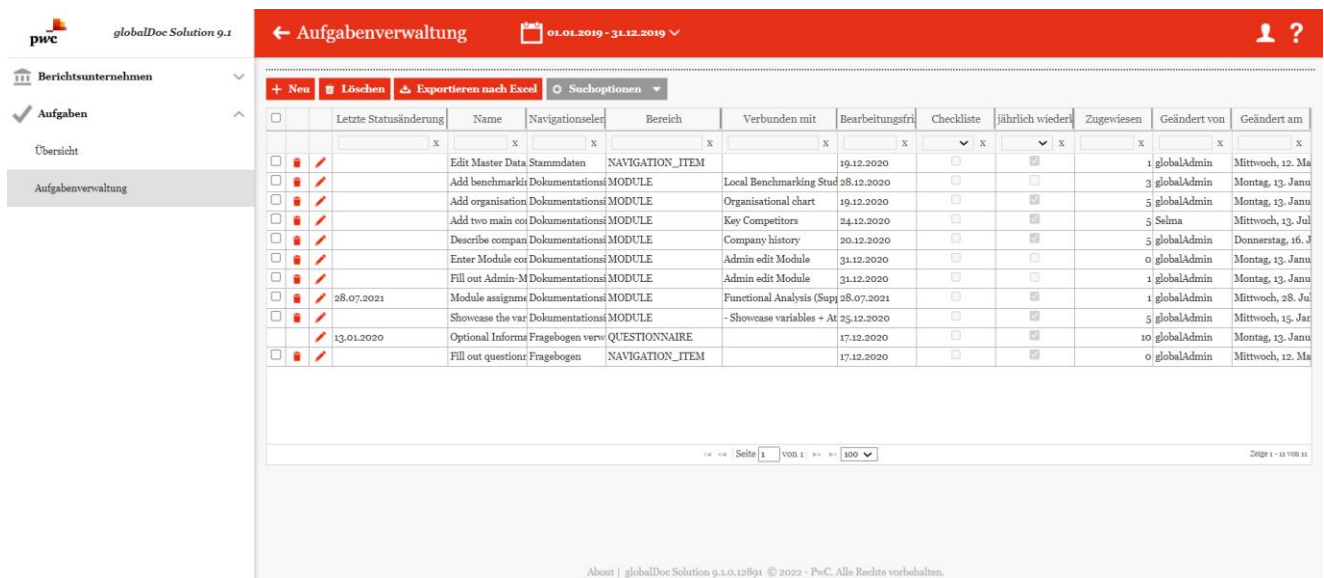 pwc globalDoc Solution 9.1 Aufgabenverwaltung 01.01.2019 - 31.12.2019 ?
Berichtsunternehmen
Aufgaben
Übersicht
Aufgabenverwaltung
+ Neu Löschen Exportieren nach Excel Suchoptionen
Letzte Statusänderung Name Navigationselen Bereich Verbunden mit Bearbeitungsfri Checkliste jährlich wiederk Zugewiesen Geändert von Geändert am
x x x x x x x x x x x
Edit Master Data Stammdaten NAVIGATION_ITEM 19.12.2020 1 globalAdmin Mittwoch, 12. Ma
Add benchmarkin Dokumentationsi MODULE Local Benchmarking Stud 28.12.2020 3 globalAdmin Montag, 13. Janu
Add organisation Dokumentationsi MODULE Organisational chart 19.12.2020 5 globalAdmin Montag, 13. Janu
Add two main con Dokumentationsi MODULE Key Competitors 24.12.2020 5 Selma Mittwoch, 13. Jul
Describe compan Dokumentationsi MODULE Company history 20.12.2020 5 globalAdmin Donnerstag, 16. J
Enter Module con Dokumentationsi MODULE Admin edit Module 31.12.2020 0 globalAdmin Montag, 13. Janu
Fill out Admin-M Dokumentationsi MODULE Admin edit Module 31.12.2020 1 globalAdmin Montag, 13. Janu
28.07.2021 Module assignme Dokumentationsi MODULE Functional Analysis (Supp 28.07.2021 1 globalAdmin Mittwoch, 28. Jul
Showcase the var Dokumentationsi MODULE - Showcase variables + At 25.12.2020 5 globalAdmin Mittwoch, 15. Jan
13.01.2020 Optional Informa Fragebogen verw QUESTIONNAIRE 17.12.2020 10 globalAdmin Montag, 13. Janu
Fill out questionn Fragebogen NAVIGATION_ITEM 17.12.2020 0 globalAdmin Mittwoch, 12. Ma
Seite 1 von 1 100 Zeige 1 - 11 von 11
About | globalDoc Solution 9.1.0.12891 © 2022 - PwC. Alle Rechte vorbehalten.